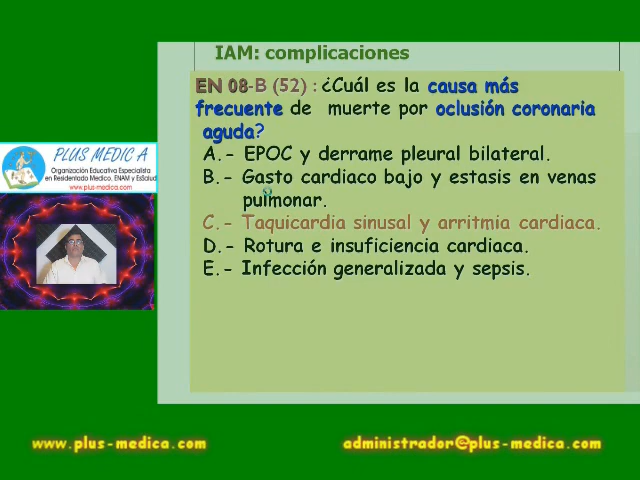 IAM: complicaciones
EN 08-B (52) : ¿Cuál es la causa más
frecuente de muerte por oclusión coronaria
aguda?
A.- EPOC y derrame pleural bilateral.
B.- Gasto cardiaco bajo y estasis en venas
pulmonar.
C.- Taquicardia sinusal y arritmia cardiaca.
D.- Rotura e insuficiencia cardiaca.
E.- Infección generalizada y sepsis.
PLUS MEDIC A
Organización Educativa Especialista
en Residentado Medico, ENAM y EsSalud
www.plus-medica.com
www.plus-medica.com
administrador@plus-medica.com